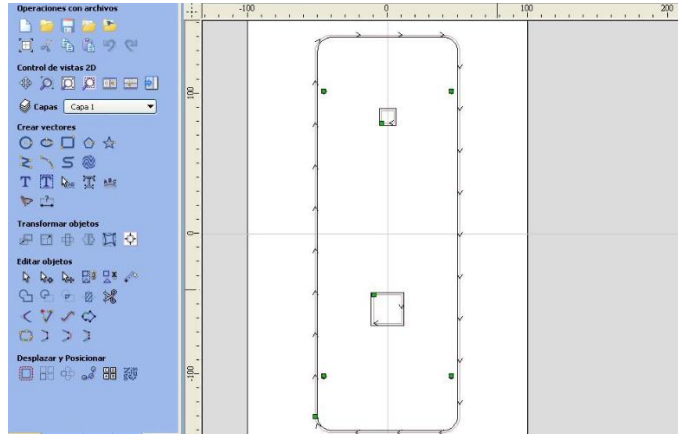 Operaciones con archivos
Control de vistas 2D
Capas Capa 1
Crear vectores
Transformar objetos
Editar objetos
Desplazar y Posicionar
-100 0 100 200
100
0
-100